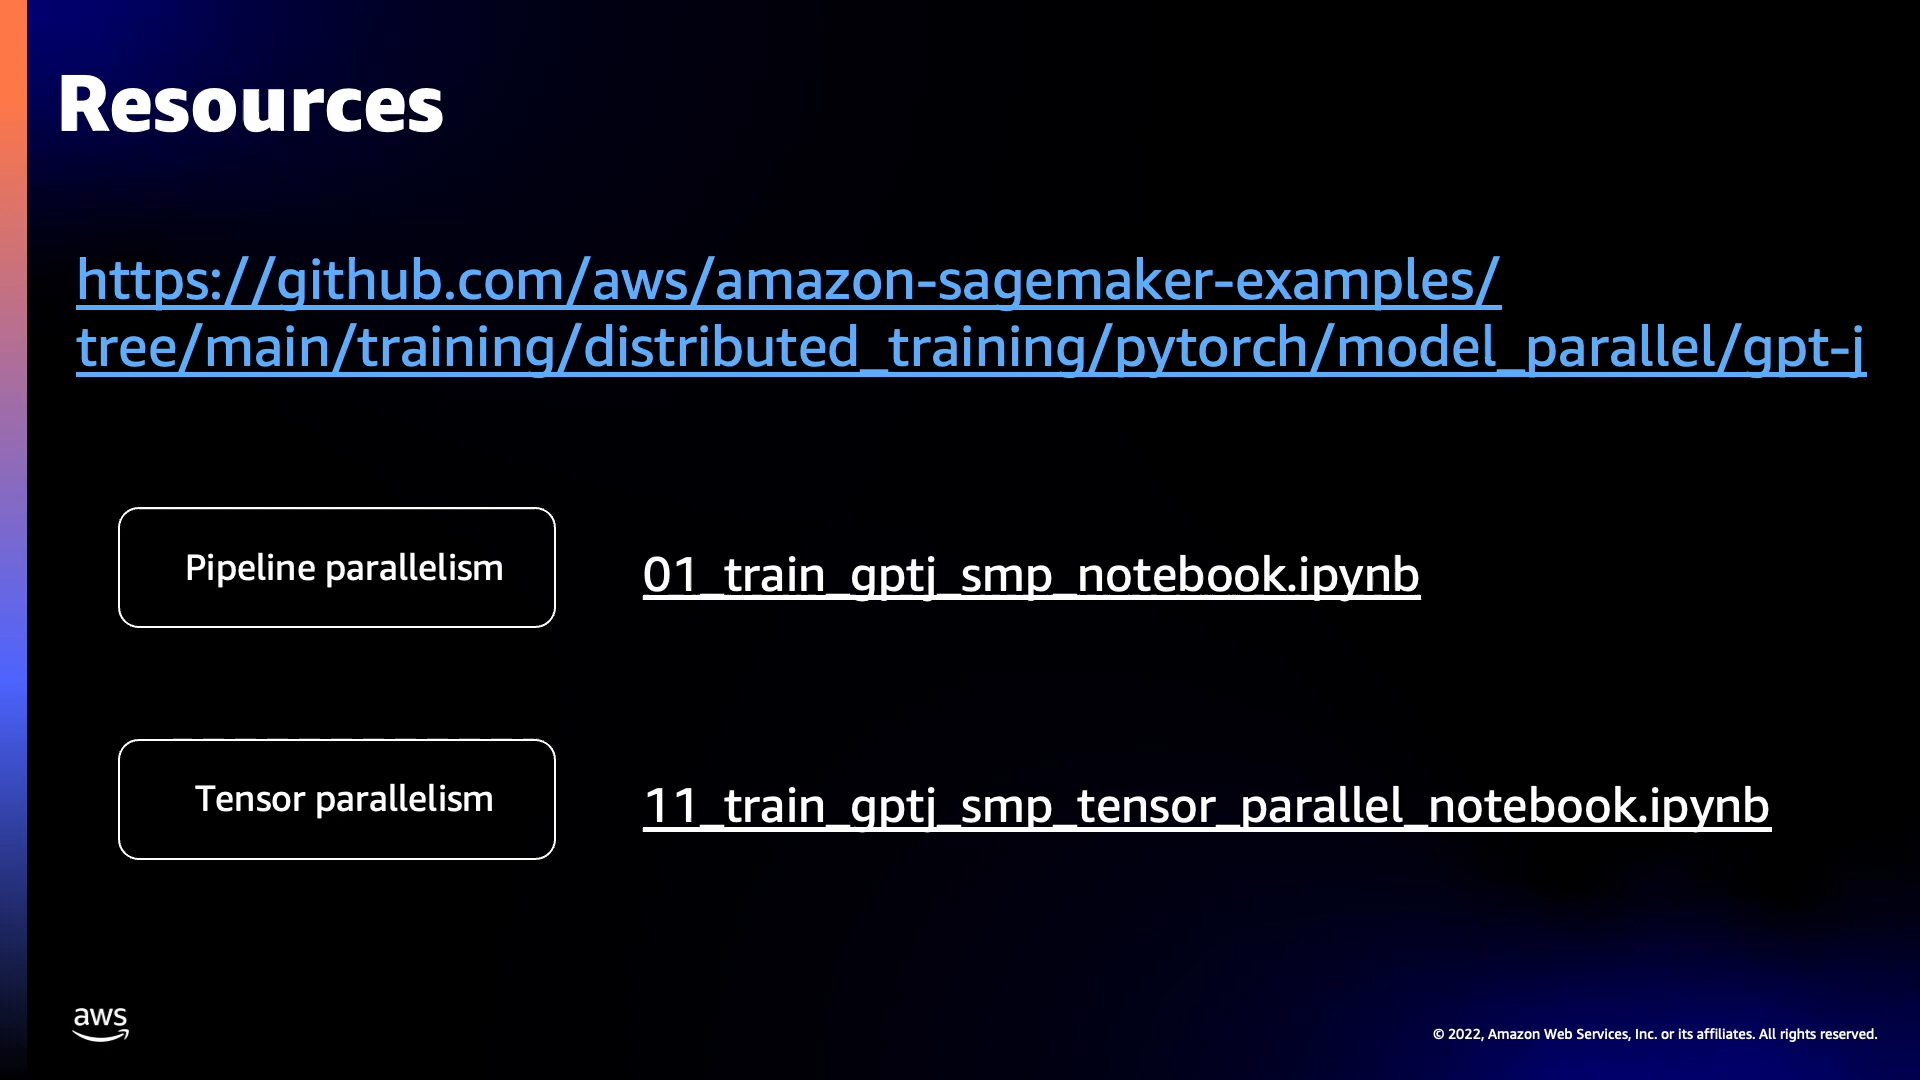 Resources
https://github.com/aws/amazon-sagemaker-examples/
tree/main/training/distributed_training/pytorch/model_parallel/gpt-j
Pipeline parallelism
01_train_gptj_smp_notebook.ipynb
Tensor parallelism
11_train_gptj_smp_tensor_parallel_notebook.ipynb
aws
© 2022, Amazon Web Services, Inc. or its affiliates. All rights reserved.